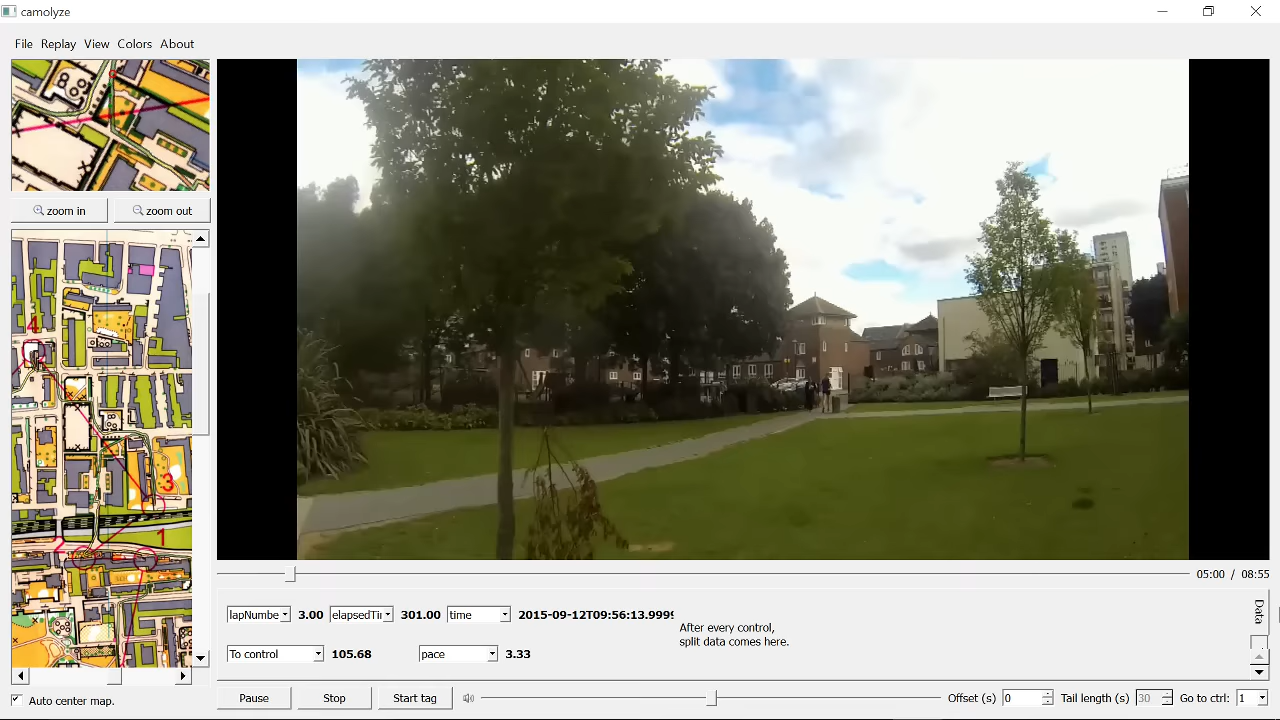 camolyze
File Replay View Colors About
zoom in zoom out
4
3
2 1
Auto center map.
05:00 / 08:55
lapNumbe 3.00 elapsedTir 301.00 time 2015-09-12T09:56:13.999
After every control,
split data comes here.
To control 105.68 pace 3.33
Data
Pause Stop Start tag Offset (s) 0 Tail length (s) 30 Go to ctrl: 1